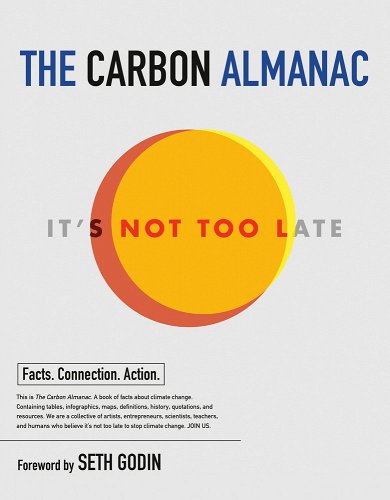 THE CARBON ALMANAC
IT'S NOT TOO LATE
Facts. Connection. Action.
This is The Carbon Almanac. A book of facts about climate change.
Containing tables, infographics, maps, definitions, history, quotations, and
resources. We are a collective of artists, entrepreneurs, scientists, teachers,
and humans who believe it's not too late to stop climate change. JOIN US.
Foreword by SETH GODIN